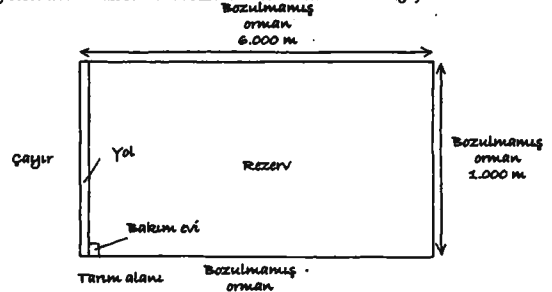 Bozulmamış
orman
6.000 m
Çayır
Yol
Rezerv
Bozulmamış
orman
1.000 m
Bakım evi
Tarım alanı
Bozulmamış
orman